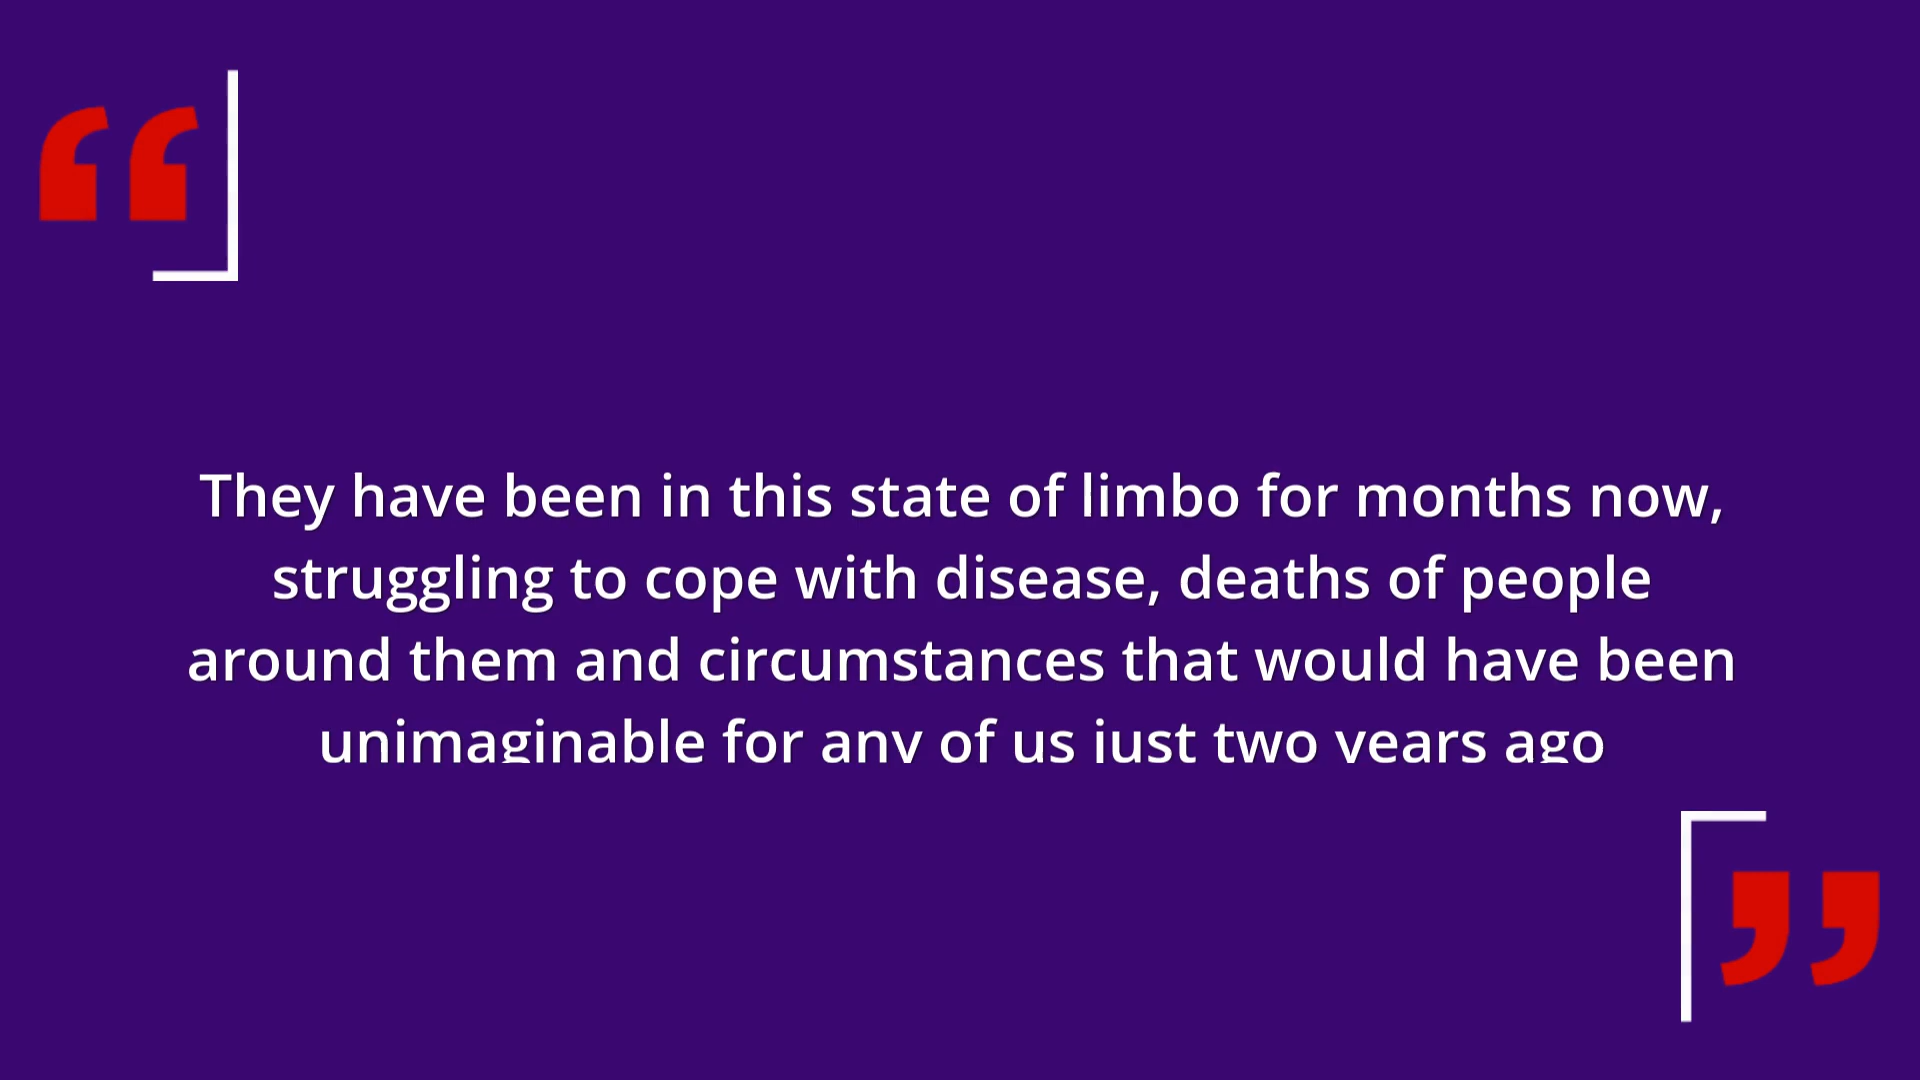 They have been in this state of limbo for months now,
struggling to cope with disease, deaths of people
around them and circumstances that would have been
unimaginable for any of us just two years ago